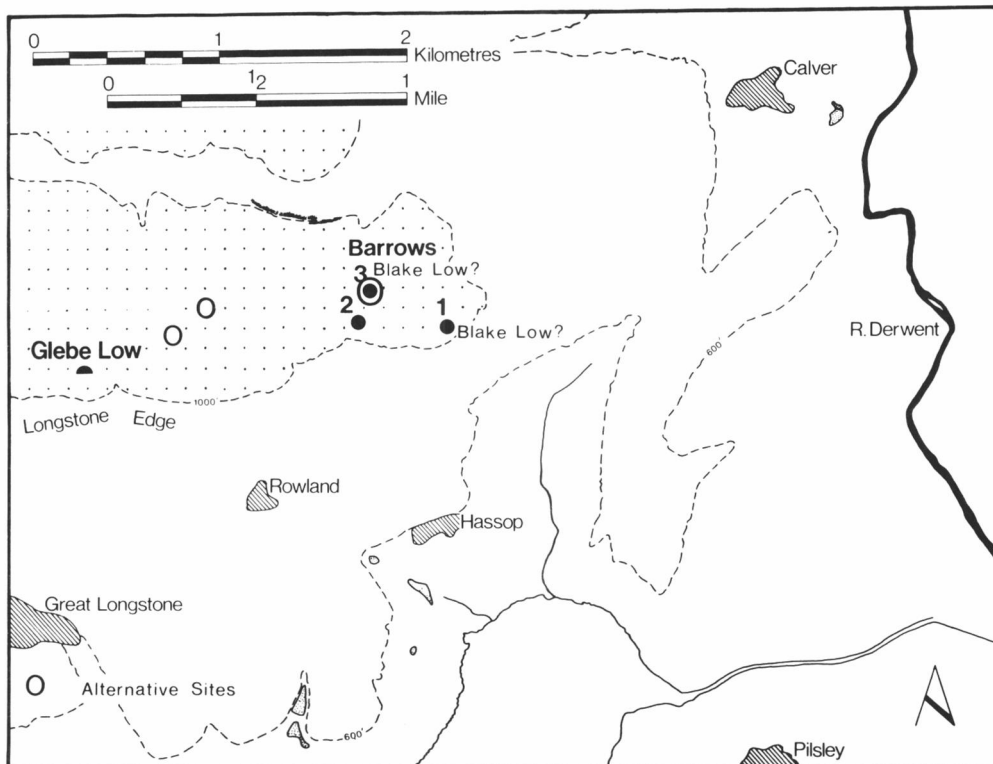 0 1 2
Kilometres
0 1 2 1
Mile
Calver
Barrows
3 Blake Low?
2 1
Blake Low?
R. Derwent
600'
Glebe Low
1000'
Longstone Edge
Rowland
Hassop
Great Longstone
O Alternative Sites
600'
Pilsley